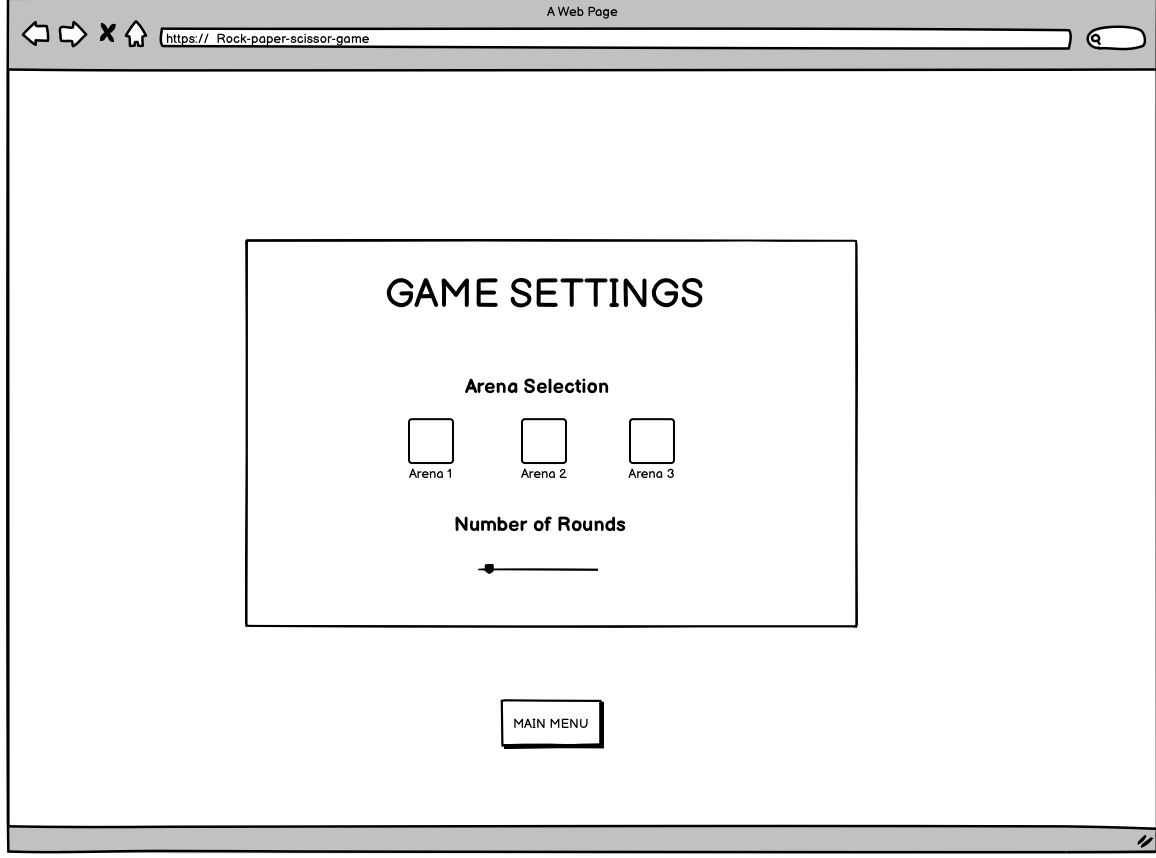 A Web Page
https:// Rock-paper-scissor-game
GAME SETTINGS
Arena Selection
Arena 1 Arena 2 Arena 3
Number of Rounds
MAIN MENU